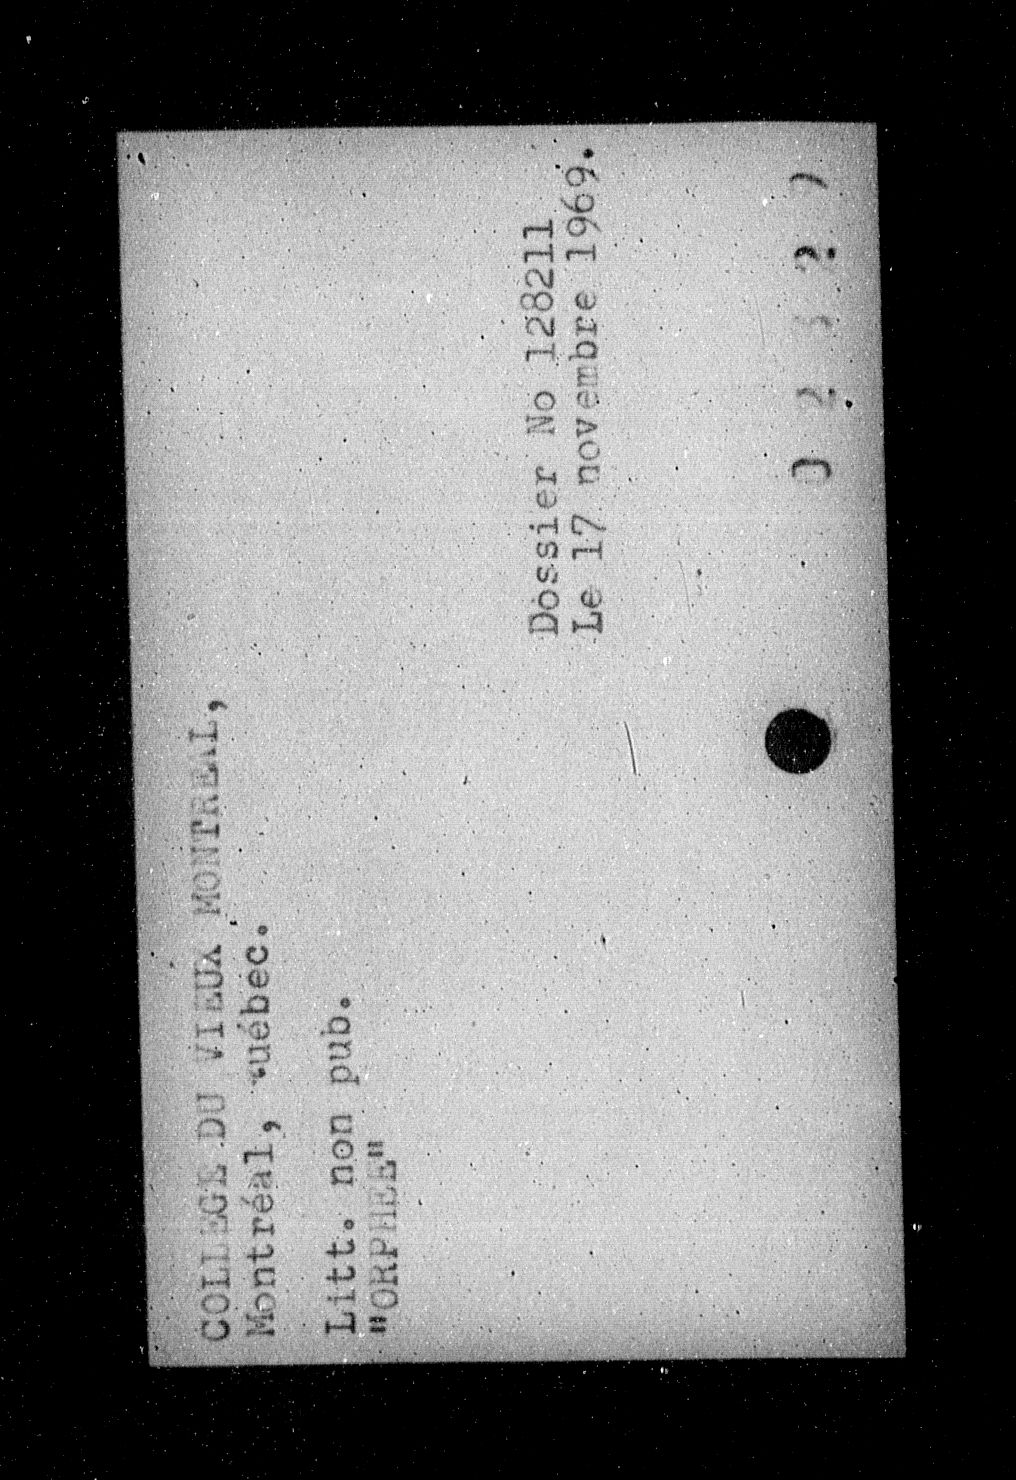 COLLEGE DU VIEUX MONTREAL,
Montréal, Québec.
Litt. non pub.
"ORPHEE"
Dossier No 128211
Le 17 novembre 1969.